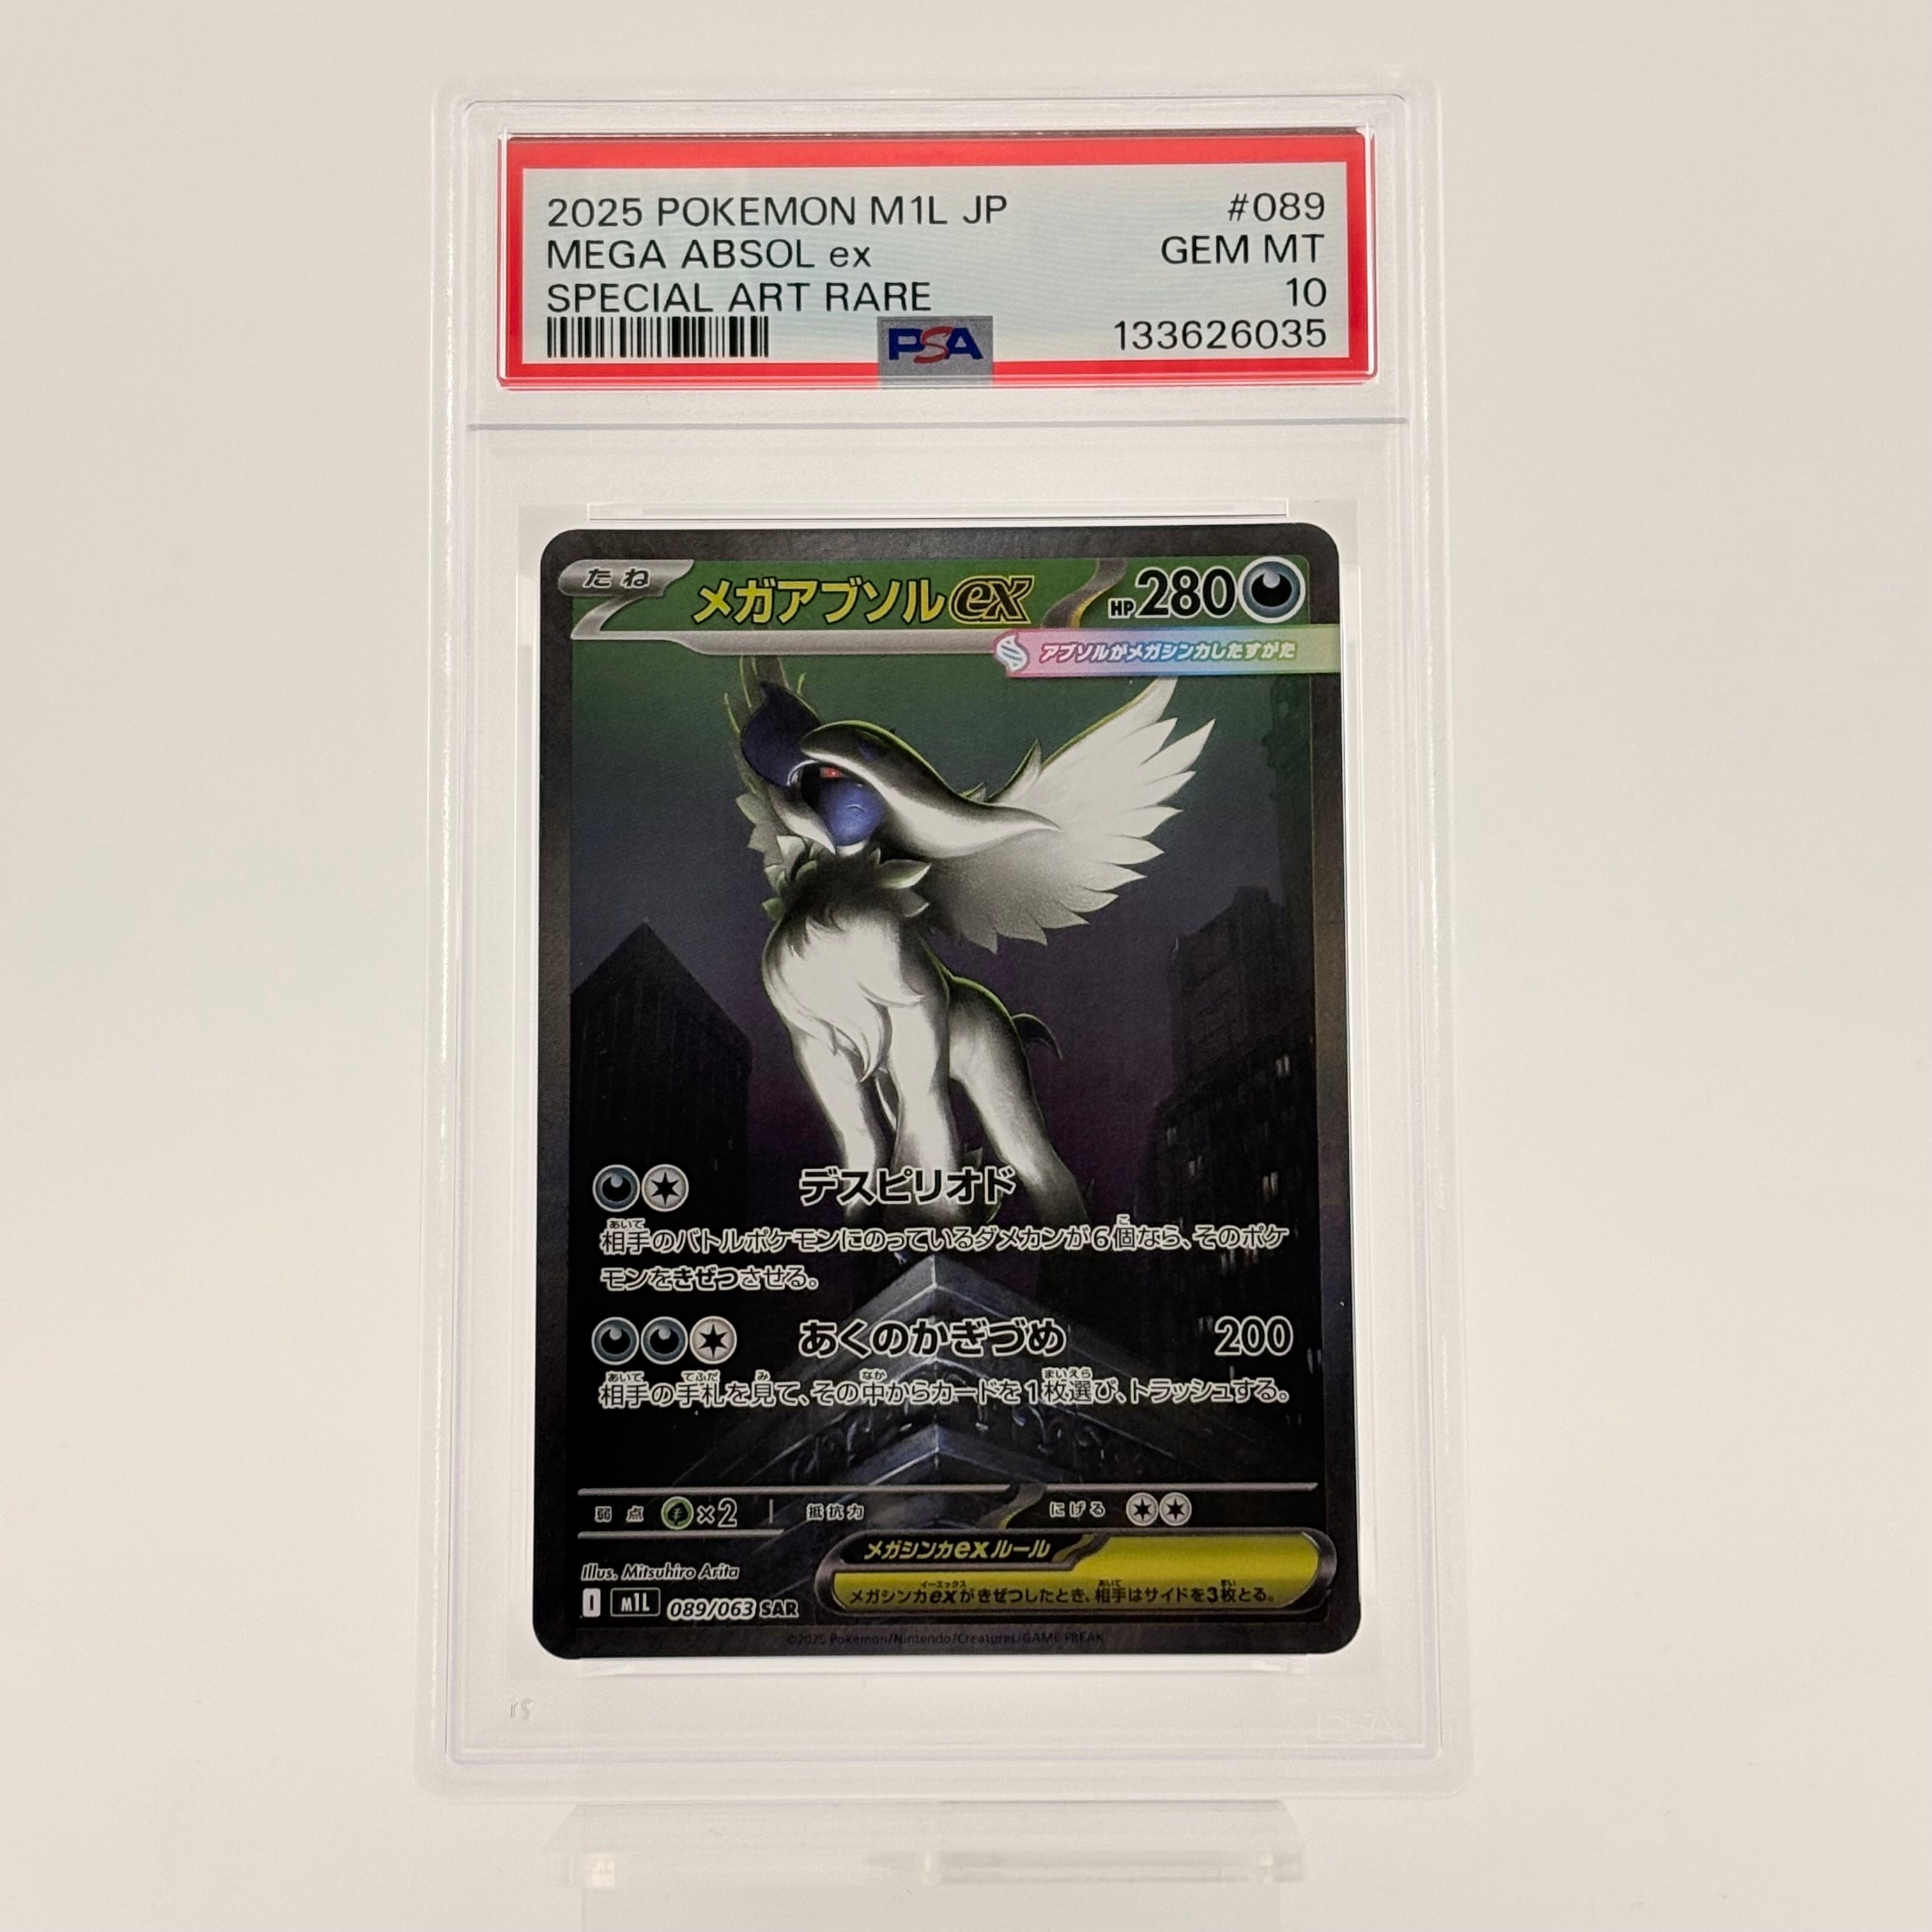 2025 POKEMON M1L JP #089
MEGA ABSOL ex GEM MT
SPECIAL ART RARE 10
PSA 133626035
たね メガアブソルex HP280
アブソルがメガシンカしたすがた
デスピリオド
相手のバトルポケモンにのっているダメカンが6個なら、そのポケ
モンをきぜつさせる。
あくのかぎづめ 200
相手の手札を見て、その中からカードを1枚選び、トラッシュする。
弱点 ×2 抵抗力 にげる
メガシンカexルール
メガシンカexがきぜつしたとき、相手はサイドを3枚とる。
Illus. Mitsuhiro Arita
I M1L 089/063 SAR
©2025 Pokémon/Nintendo/Creatures/GAME FREAK